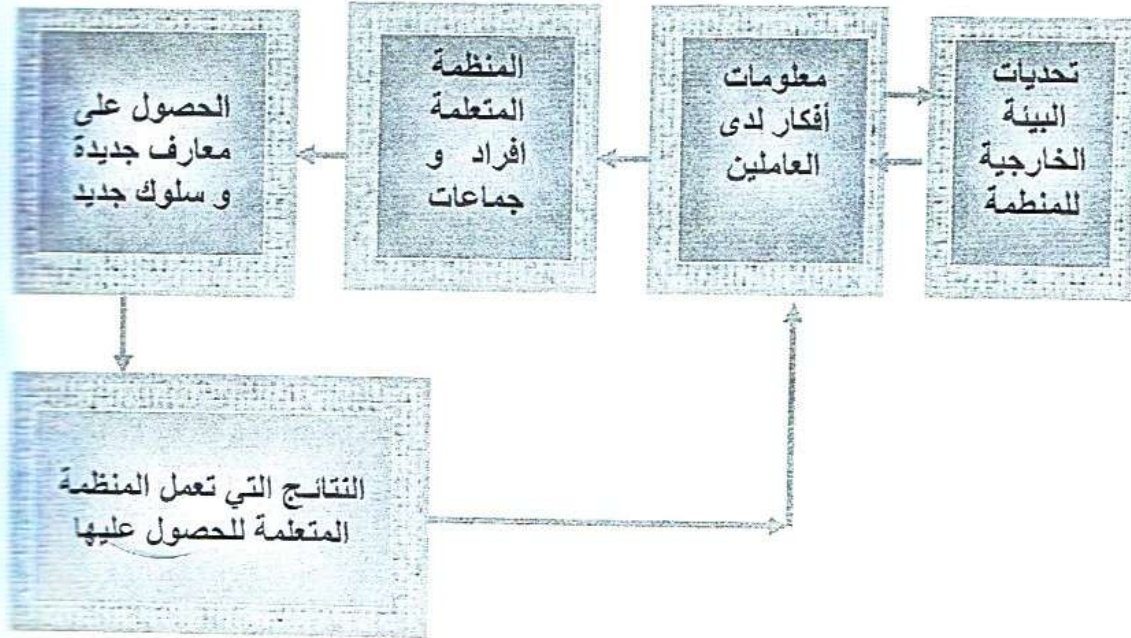 تحديات
البيئة
الخارجية
للمنطمة
معلومات
أفكار لدى
العاملين
المنظمة
المتعلمة
افراد و
جماعات
الحصول على
معارف جديدة
و سلوك جديد
النتائج التي تعمل المنظمة
المتعلمة للحصول عليها